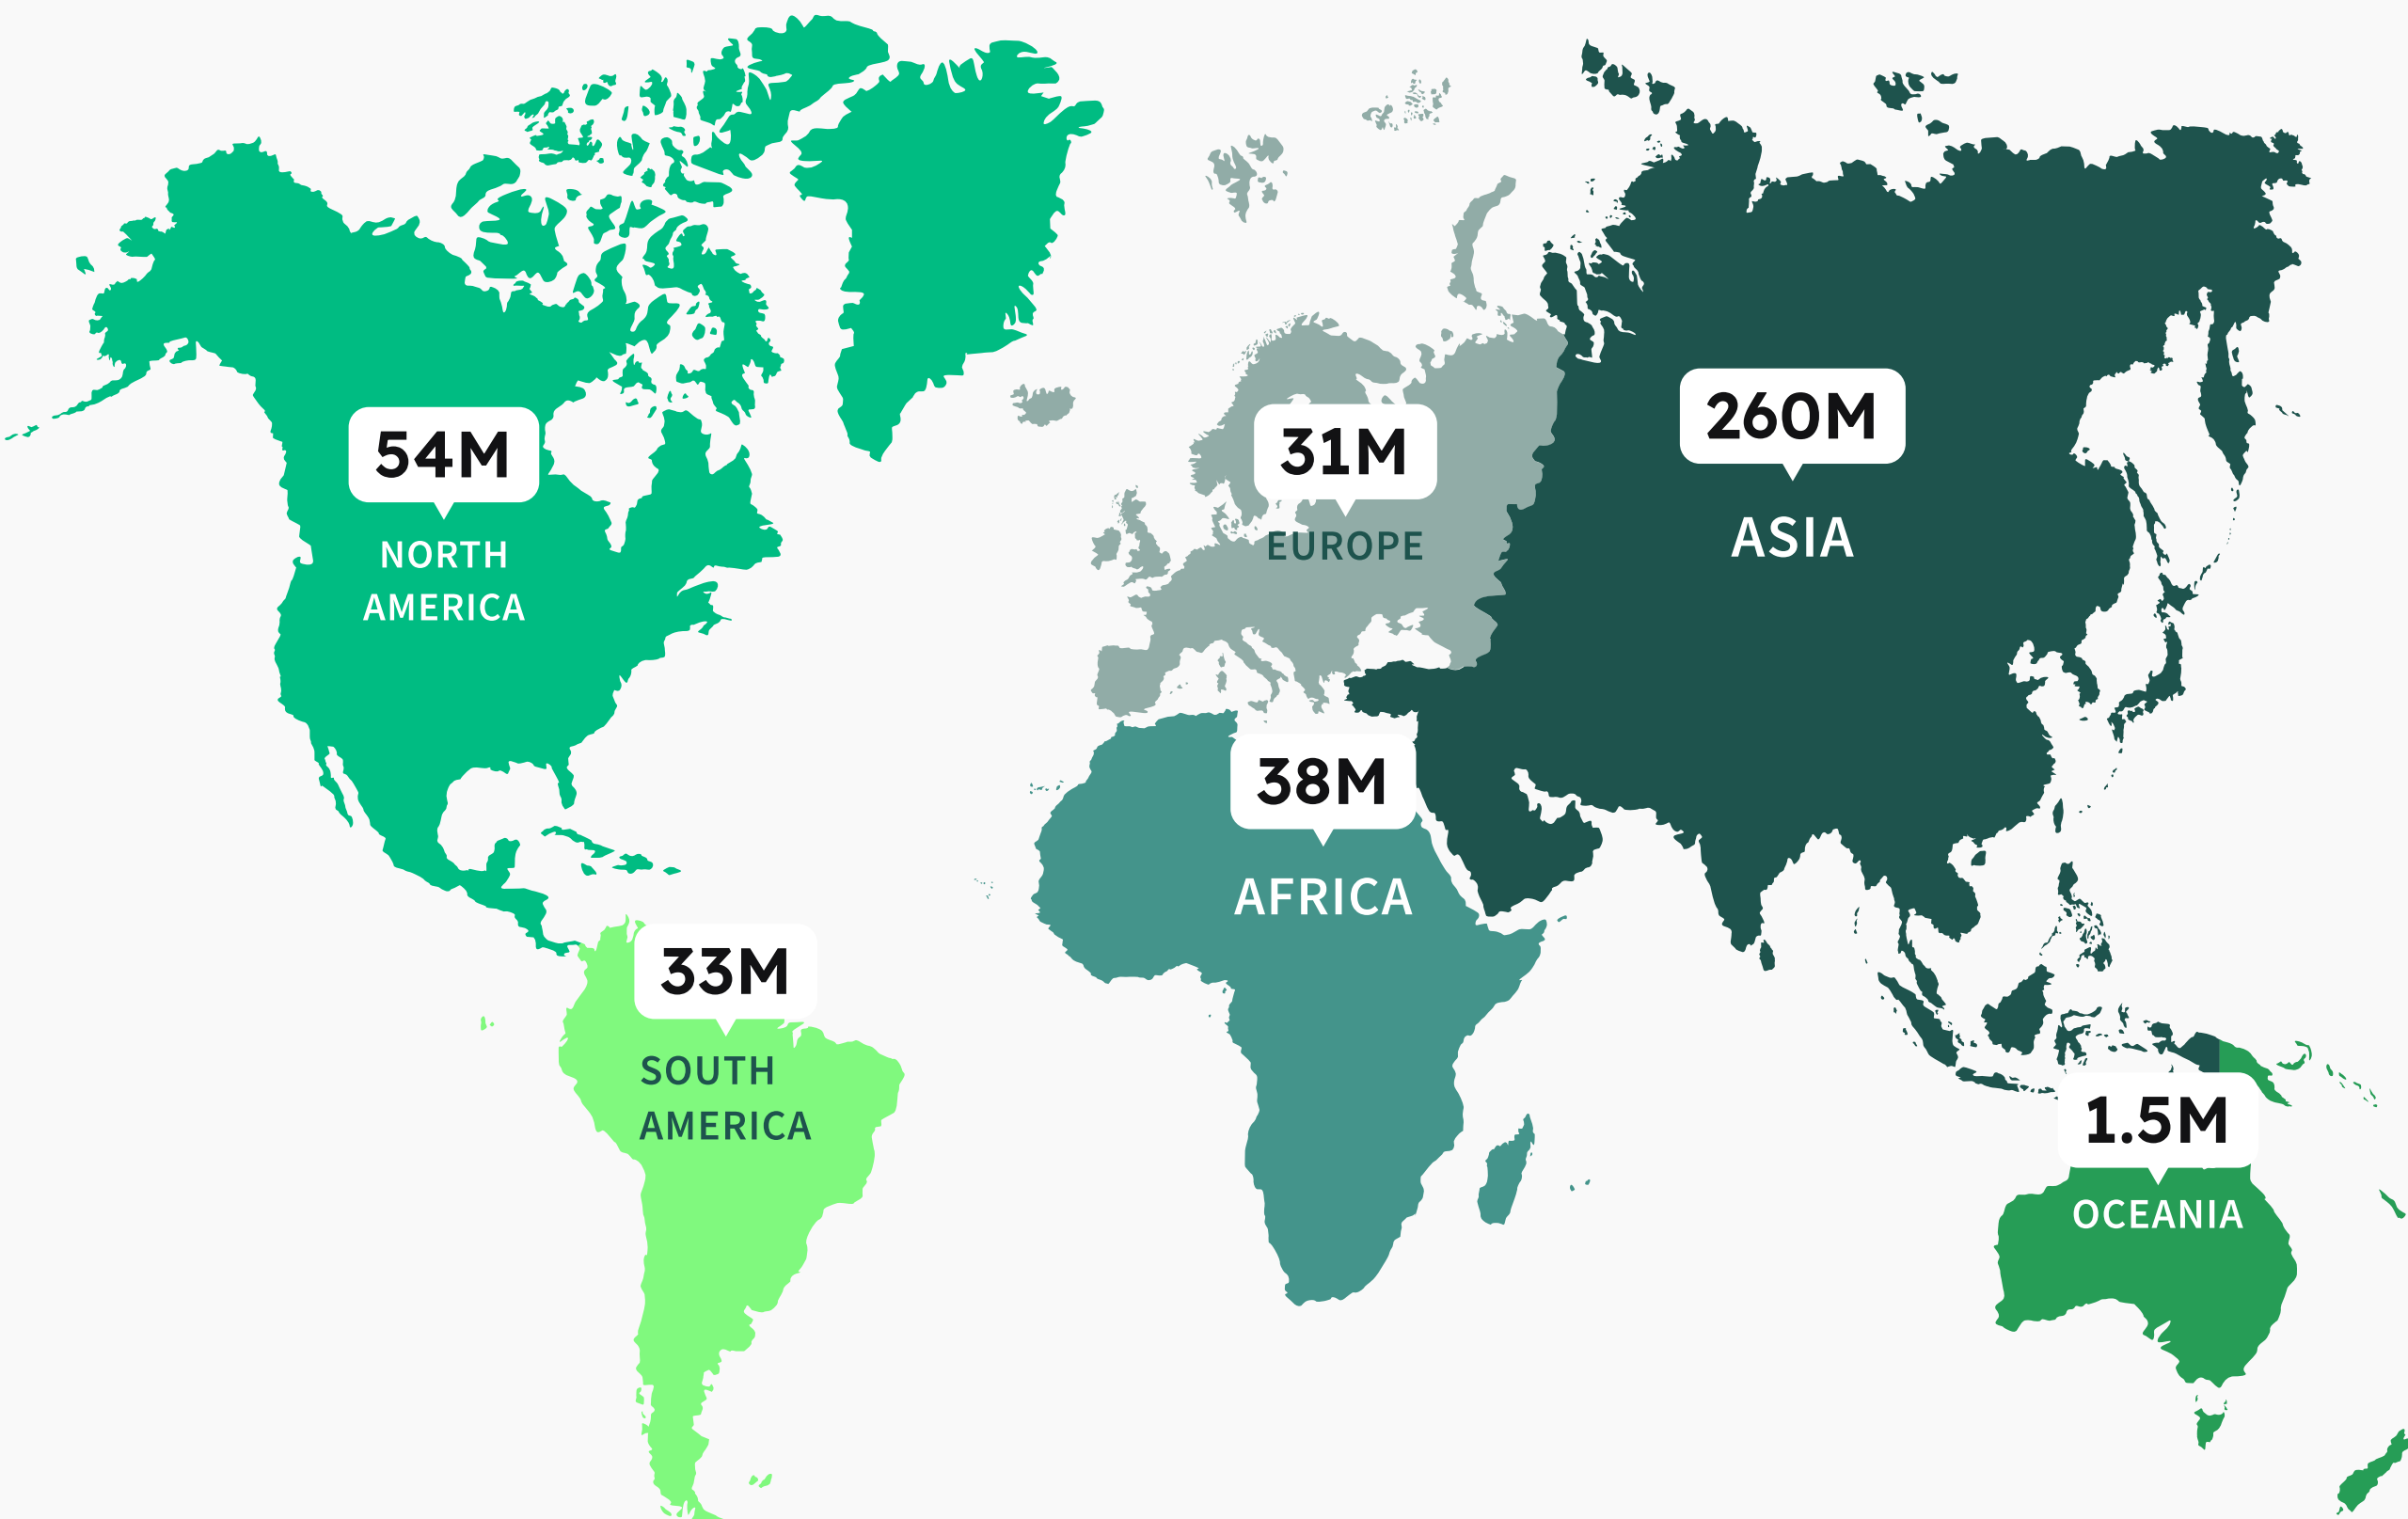 54M
NORTH
AMERICA
31M
EUROPE
260M
ASIA
38M
AFRICA
33M
SOUTH
AMERICA
1.5M
OCEANIA